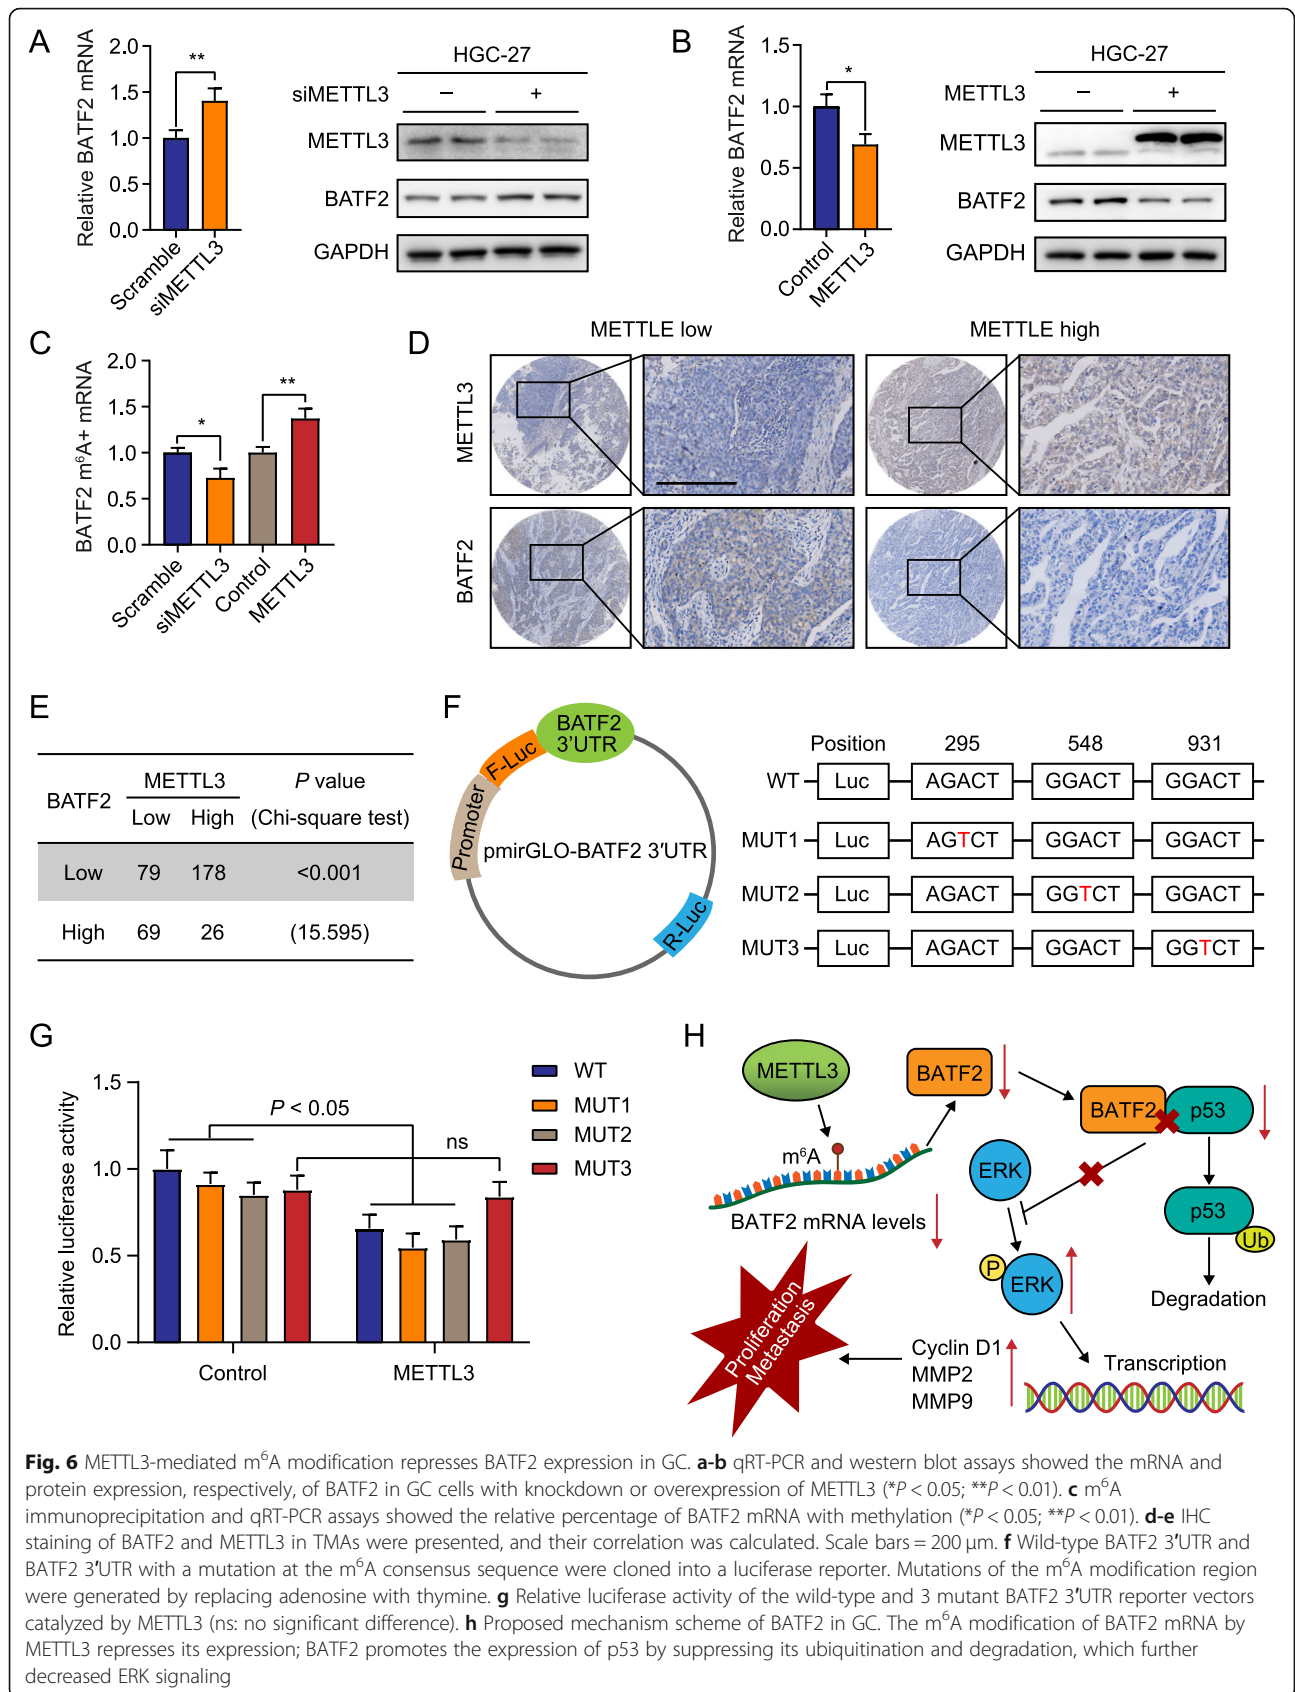 A
Relative BATF2 mRNA
2.0
1.5
1.0
0.5
0.0
**
Scramble
siMETTL3
HGC-27
siMETTL3 – +
METTL3
BATF2
GAPDH
B
Relative BATF2 mRNA
1.5
1.0
0.5
0.0
*
Control
METTL3
HGC-27
METTL3 – +
METTL3
BATF2
GAPDH
C
BATF2 m⁶A+ mRNA
2.0
1.5
1.0
0.5
0.0
*
**
Scramble
siMETTL3
Control
METTL3
D
METTLE low METTLE high
METTL3
BATF2
E
BATF2 METTL3 P value
Low High (Chi-square test)
Low 79 178 <0.001
High 69 26 (15.595)
F
BATF2
3'UTR
F-Luc
Promoter
pmirGLO-BATF2 3'UTR
R-Luc
Position 295 548 931
WT Luc AGACT GGACT GGACT
MUT1 Luc AGTCT GGACT GGACT
MUT2 Luc AGACT GGTCT GGACT
MUT3 Luc AGACT GGACT GGTCT
G
Relative luciferase activity
1.5
1.0
0.5
0.0
P < 0.05
ns
WT
MUT1
MUT2
MUT3
Control METTL3
H
METTL3
m⁶A
BATF2 mRNA levels
BATF2
BATF2 p53
ERK
p53
Ub
Degradation
P
ERK
Transcription
Cyclin D1
MMP2
MMP9
Proliferation
Metastasis
Fig. 6 METTL3-mediated m⁶A modification represses BATF2 expression in GC. a-b qRT-PCR and western blot assays showed the mRNA and
protein expression, respectively, of BATF2 in GC cells with knockdown or overexpression of METTL3 (*P < 0.05; **P < 0.01). c m⁶A
immunoprecipitation and qRT-PCR assays showed the relative percentage of BATF2 mRNA with methylation (*P < 0.05; **P < 0.01). d-e IHC
staining of BATF2 and METTL3 in TMAs were presented, and their correlation was calculated. Scale bars = 200 μm. f Wild-type BATF2 3'UTR and
BATF2 3'UTR with a mutation at the m⁶A consensus sequence were cloned into a luciferase reporter. Mutations of the m⁶A modification region
were generated by replacing adenosine with thymine. g Relative luciferase activity of the wild-type and 3 mutant BATF2 3'UTR reporter vectors
catalyzed by METTL3 (ns: no significant difference). h Proposed mechanism scheme of BATF2 in GC. The m⁶A modification of BATF2 mRNA by
METTL3 represses its expression; BATF2 promotes the expression of p53 by suppressing its ubiquitination and degradation, which further
decreased ERK signaling